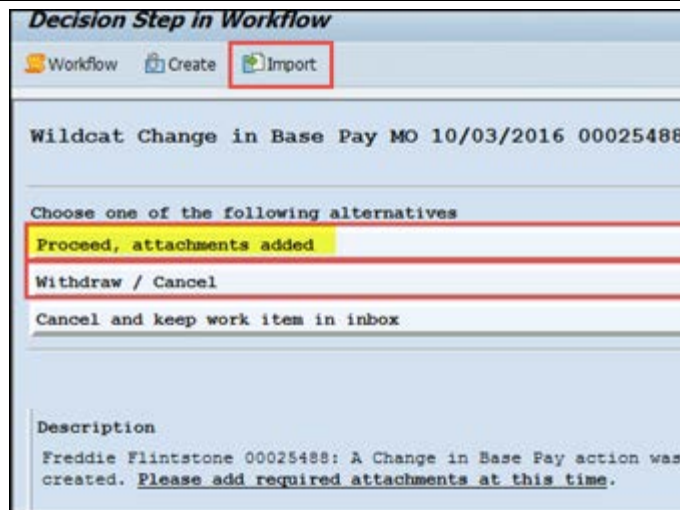 Decision Step in Workflow
Workflow Create Import
Wildcat Change in Base Pay MO 10/03/2016 00025488
Choose one of the following alternatives
Proceed, attachments added
Withdraw / Cancel
Cancel and keep work item in inbox
Description
Freddie Flintstone 00025488: A Change in Base Pay action was
created. Please add required attachments at this time.